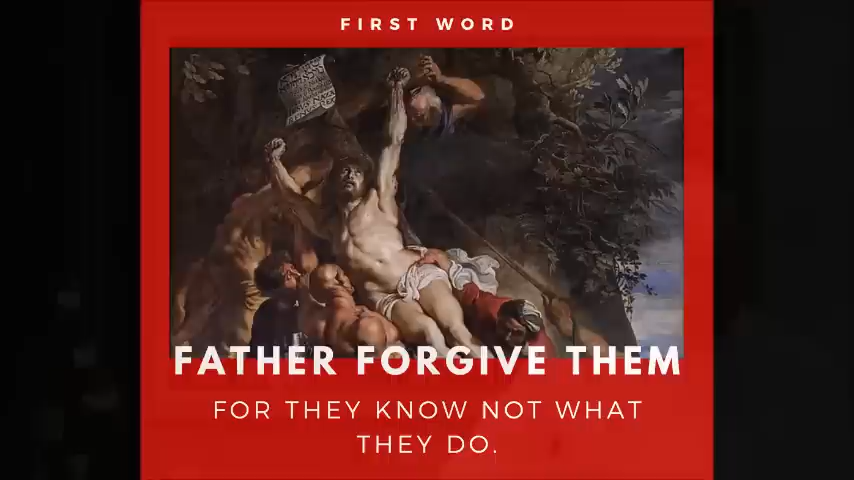 FIRST WORD
FATHER FORGIVE THEM
FOR THEY KNOW NOT WHAT
THEY DO.